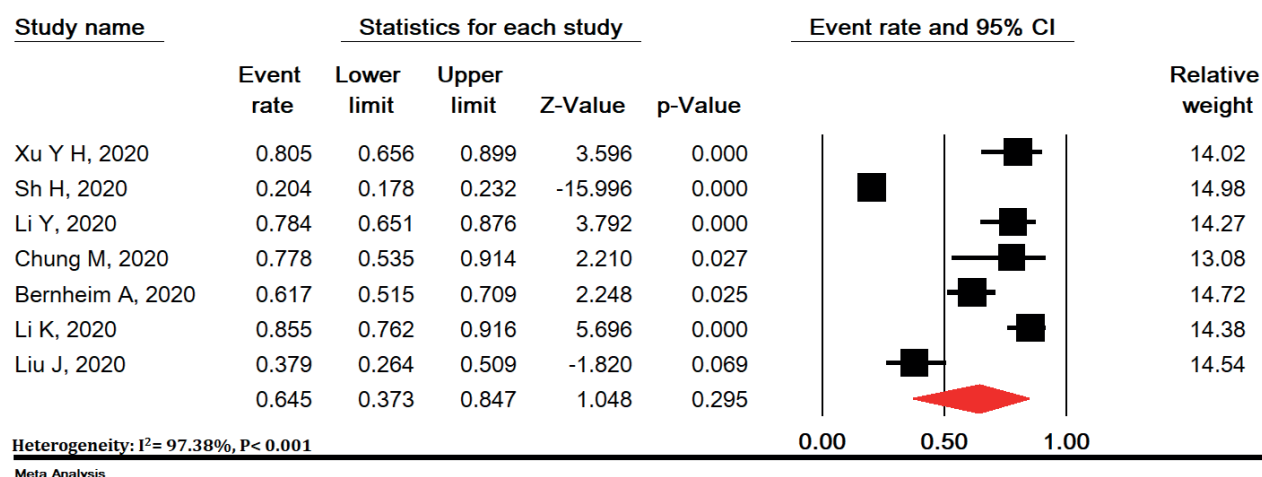 Study name Statistics for each study Event rate and 95% CI
Event Lower Upper Relative
rate limit limit Z-Value p-Value weight
Xu Y H, 2020 0.805 0.656 0.899 3.596 0.000 14.02
Sh H, 2020 0.204 0.178 0.232 -15.996 0.000 14.98
Li Y, 2020 0.784 0.651 0.876 3.792 0.000 14.27
Chung M, 2020 0.778 0.535 0.914 2.210 0.027 13.08
Bernheim A, 2020 0.617 0.515 0.709 2.248 0.025 14.72
Li K, 2020 0.855 0.762 0.916 5.696 0.000 14.38
Liu J, 2020 0.379 0.264 0.509 -1.820 0.069 14.54
0.645 0.373 0.847 1.048 0.295
0.00 0.50 1.00
Heterogeneity: I²= 97.38%, P< 0.001
Meta Analysis